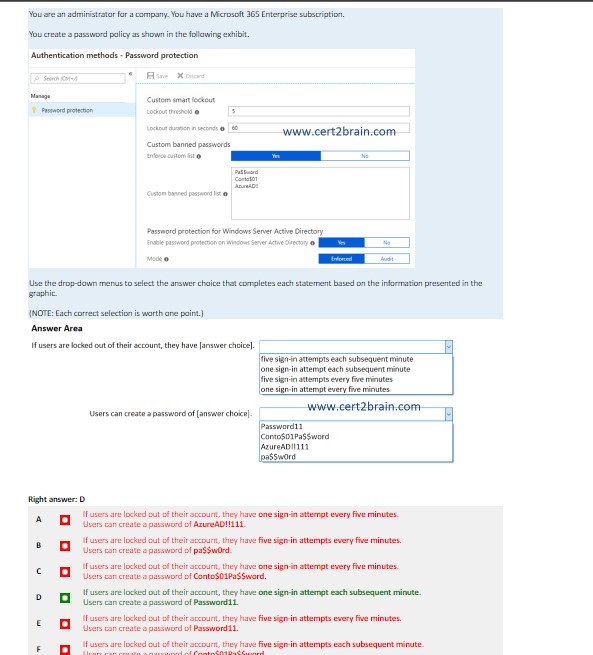 You are an administrator for a company. You have a Microsoft 365 Enterprise subscription.
You create a password policy as shown in the following exhibit.
Authentication methods - Password protection
Search (Ctrl+/)
«
Save
Discard
Manage
Password protection
Custom smart lockout
Lockout threshold
5
Lockout duration in seconds
60
www.cert2brain.com
Custom banned passwords
Enforce custom list
Yes
No
Custom banned password list
Pa$$word
Conto$01
AzureAD!!
Password protection for Windows Server Active Directory
Enable password protection on Windows Server Active Directory
Yes
No
Mode
Enforced
Audit
Use the drop-down menus to select the answer choice that completes each statement based on the information presented in the
graphic.
(NOTE: Each correct selection is worth one point.)
Answer Area
If users are locked out of their account, they have [answer choice].
five sign-in attempts each subsequent minute
one sign-in attempt each subsequent minute
five sign-in attempts every five minutes
one sign-in attempt every five minutes
www.cert2brain.com
Users can create a password of [answer choice].
Password11
Conto$01Pa$$word
AzureAD!!111
pa$$w0rd
Right answer: D
A
If users are locked out of their account, they have one sign-in attempt every five minutes.
Users can create a password of AzureAD!!111.
B
If users are locked out of their account, they have five sign-in attempts every five minutes.
Users can create a password of pa$$w0rd.
C
If users are locked out of their account, they have one sign-in attempt every five minutes.
Users can create a password of Conto$01Pa$$word.
D
If users are locked out of their account, they have one sign-in attempt each subsequent minute.
Users can create a password of Password11.
E
If users are locked out of their account, they have five sign-in attempts every five minutes.
Users can create a password of Password11.
F
If users are locked out of their account, they have five sign-in attempts each subsequent minute.
Users can create a password of Conto$01Pa$$word.